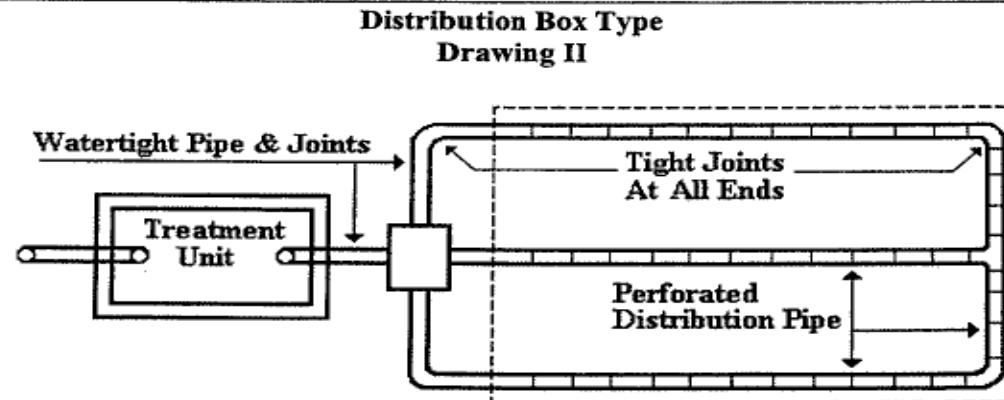 Distribution Box Type
Drawing II
Watertight Pipe & Joints
Tight Joints
At All Ends
Treatment
Unit
Perforated
Distribution Pipe